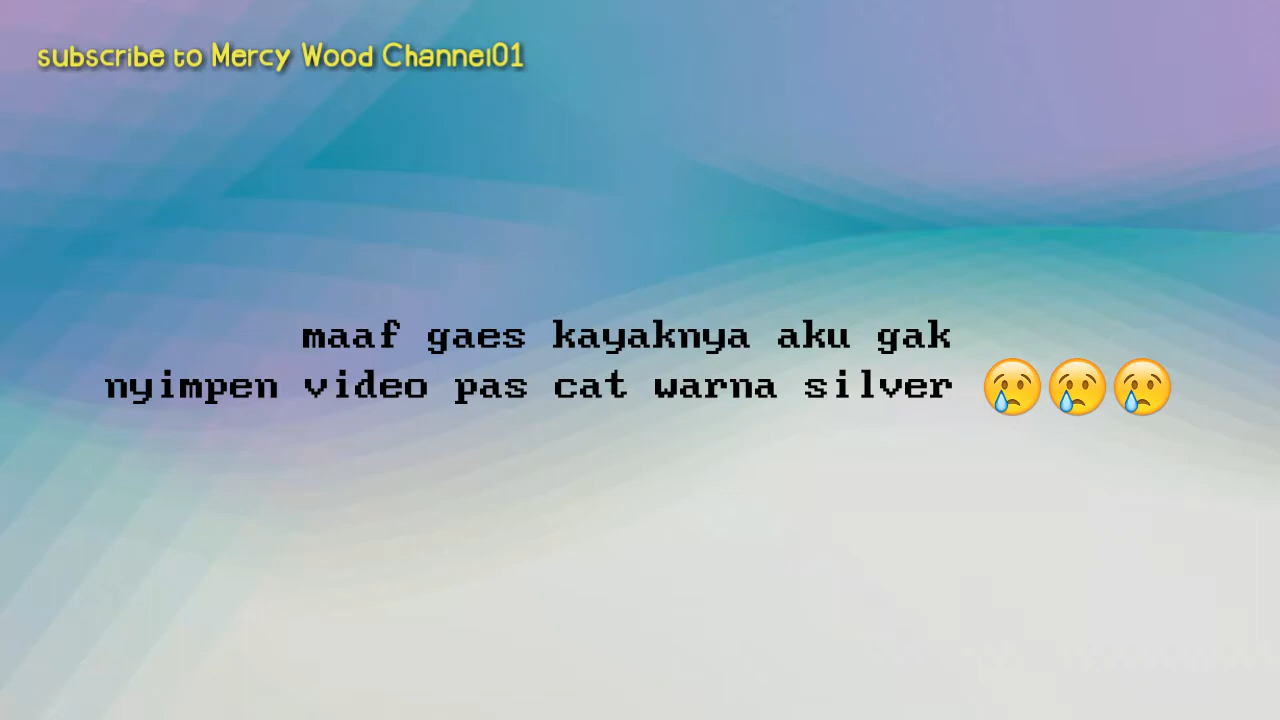 subscribe to Mercy Wood Channel01
maaf gaes kayaknya aku gak
nyimpen video pas cat warna silver 😢😢😢